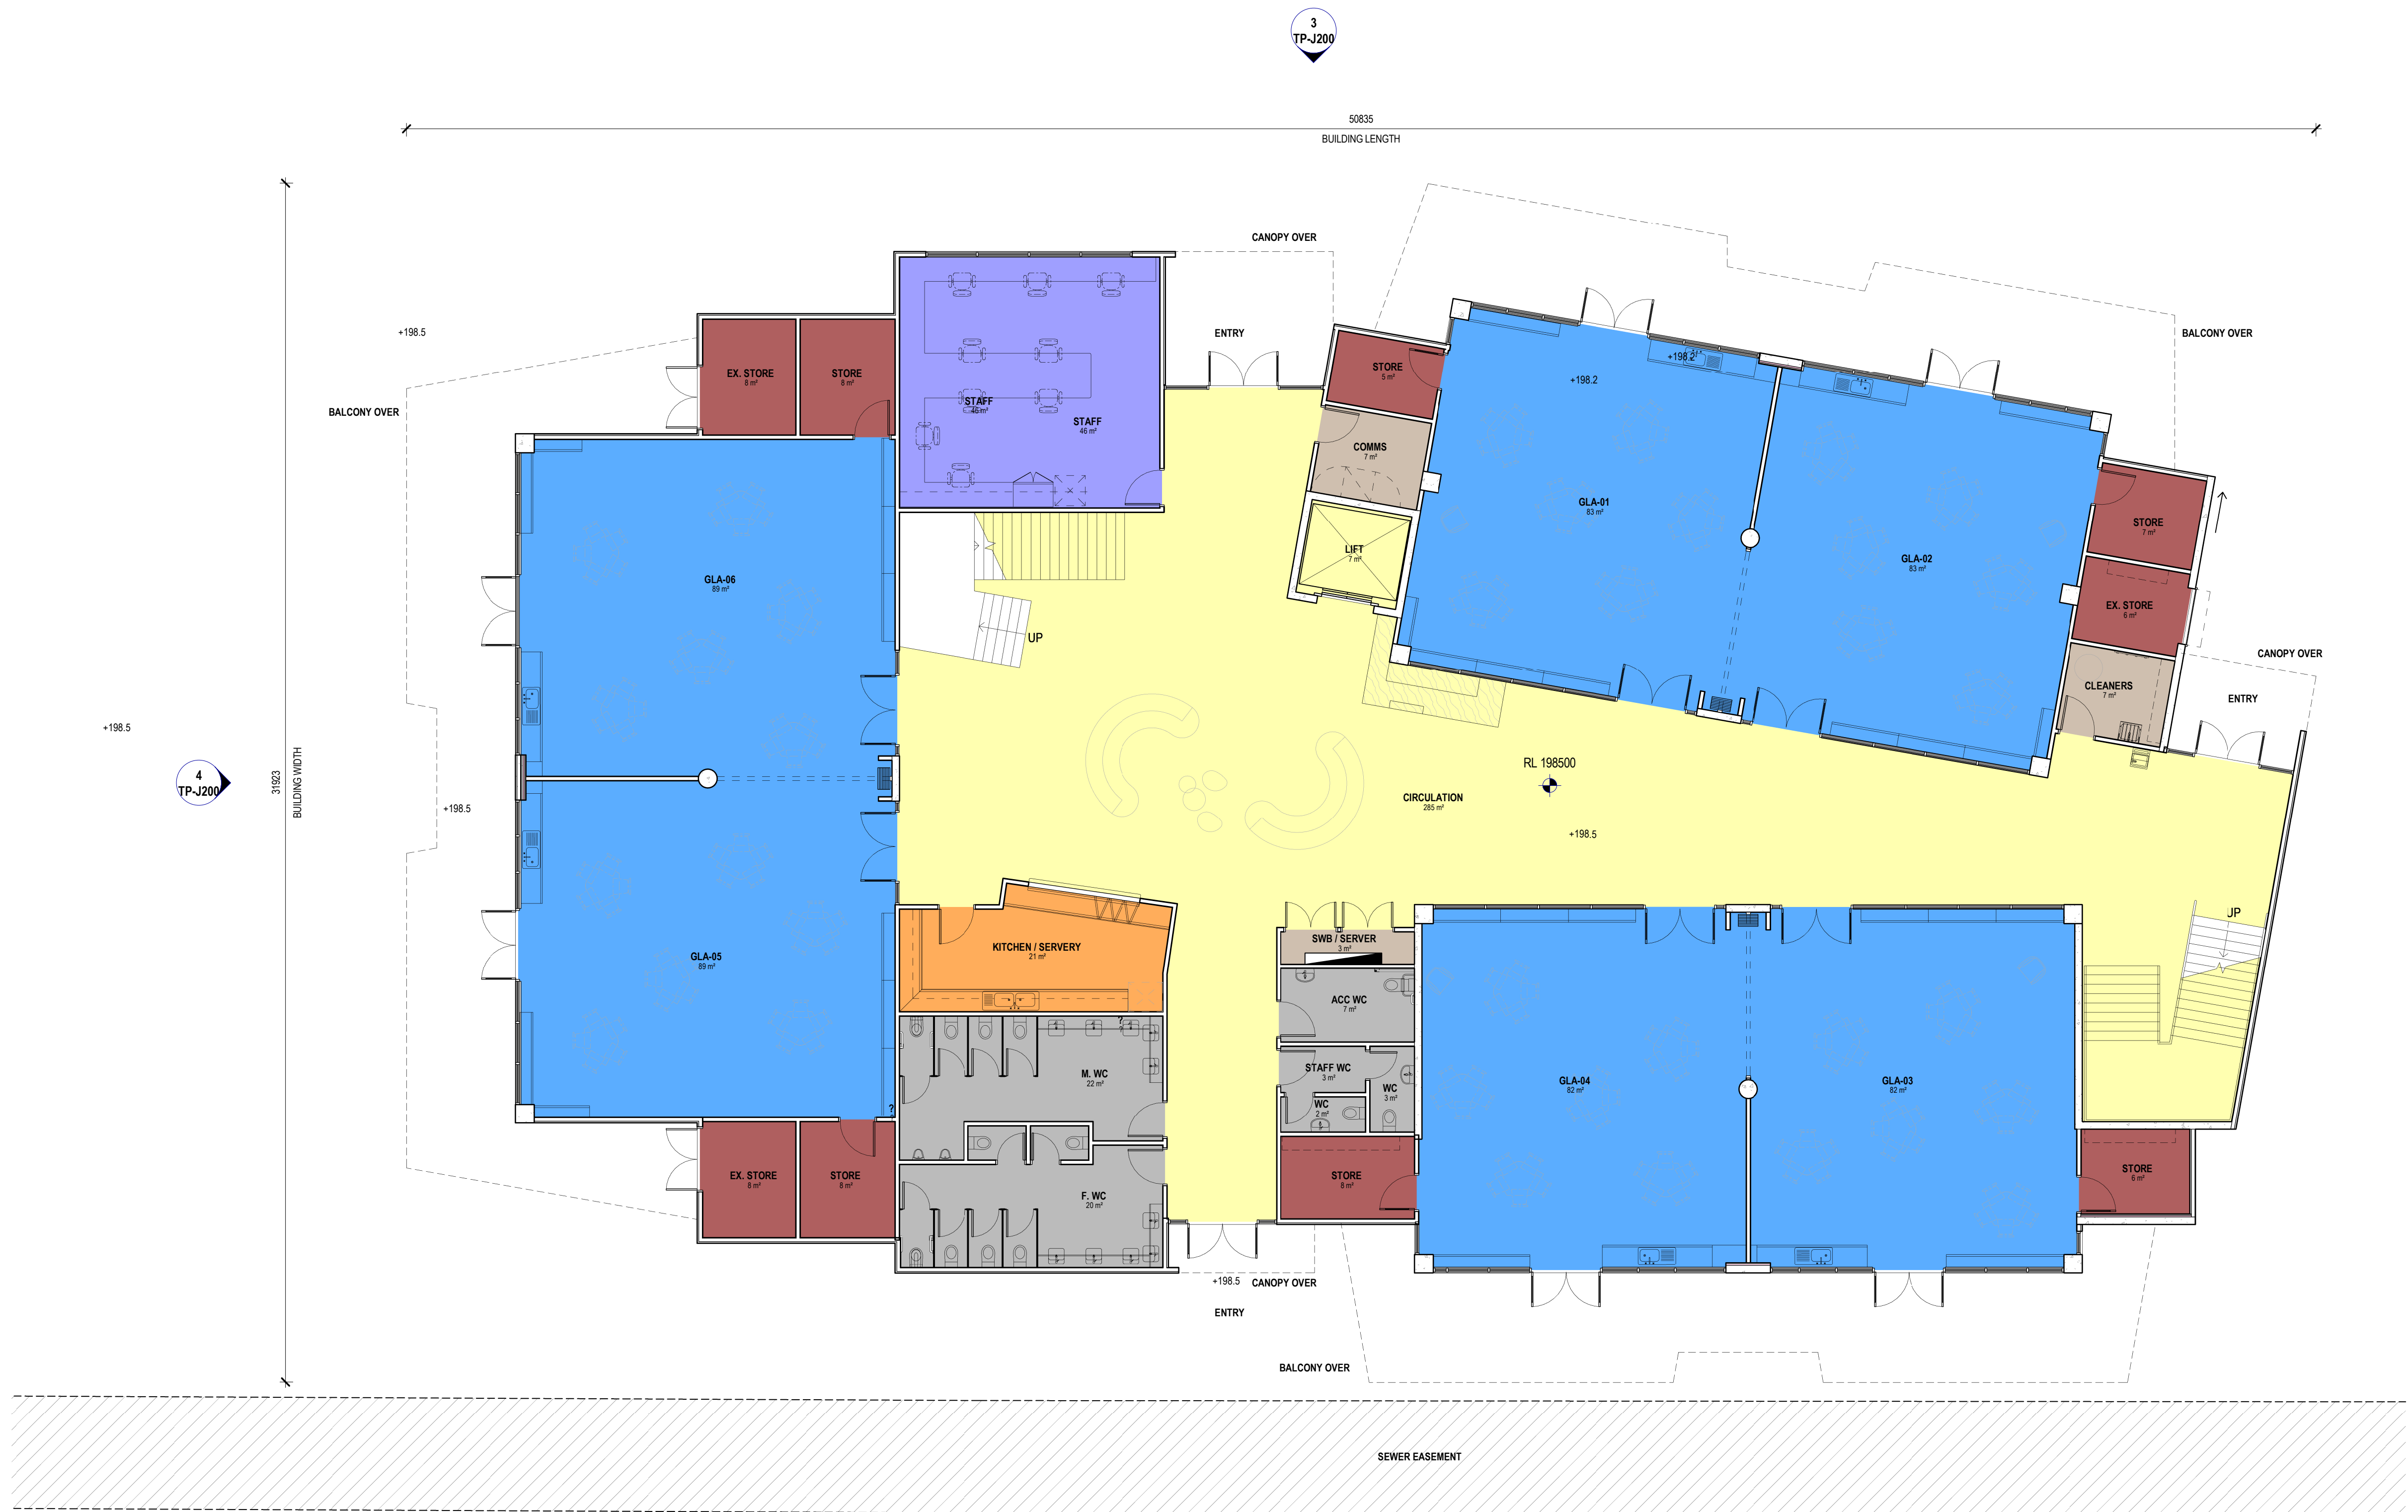 3
TP-J200
50835
BUILDING LENGTH
CANOPY OVER
+198.5
ENTRY
BALCONY OVER
BALCONY OVER
EX. STORE
8 m²
STORE
8 m²
STAFF
46 m²
STAFF
46 m²
STORE
5 m²
+198.2
+198.2
COMMS
7 m²
GLA-01
83 m²
STORE
7 m²
LIFT
7 m²
GLA-02
83 m²
GLA-06
89 m²
EX. STORE
6 m²
UP
CANOPY OVER
CLEANERS
7 m²
ENTRY
+198.5
4
TP-J200
31923
BUILDING WIDTH
+198.5
RL 198500
CIRCULATION
285 m²
+198.5
UP
KITCHEN / SERVERY
21 m²
SWB / SERVER
3 m²
GLA-05
89 m²
ACC WC
7 m²
?
?
M. WC
22 m²
STAFF WC
3 m²
WC
3 m²
WC
2 m²
GLA-04
82 m²
GLA-03
82 m²
?
EX. STORE
8 m²
STORE
8 m²
F. WC
20 m²
STORE
8 m²
STORE
6 m²
+198.5
CANOPY OVER
ENTRY
BALCONY OVER
SEWER EASEMENT